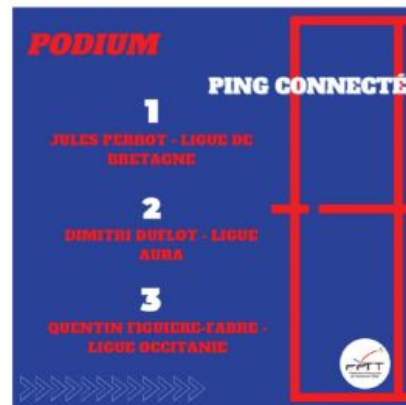 PODIUM
PING CONNECTÉ
1
JULES PERROT - LIGUE DE
BRETAGNE
2
DIMITRI DUFLOT - LIGUE
AURA
3
QUENTIN FIGUIERE-FABRE -
LIGUE OCCITANIE
FFTT